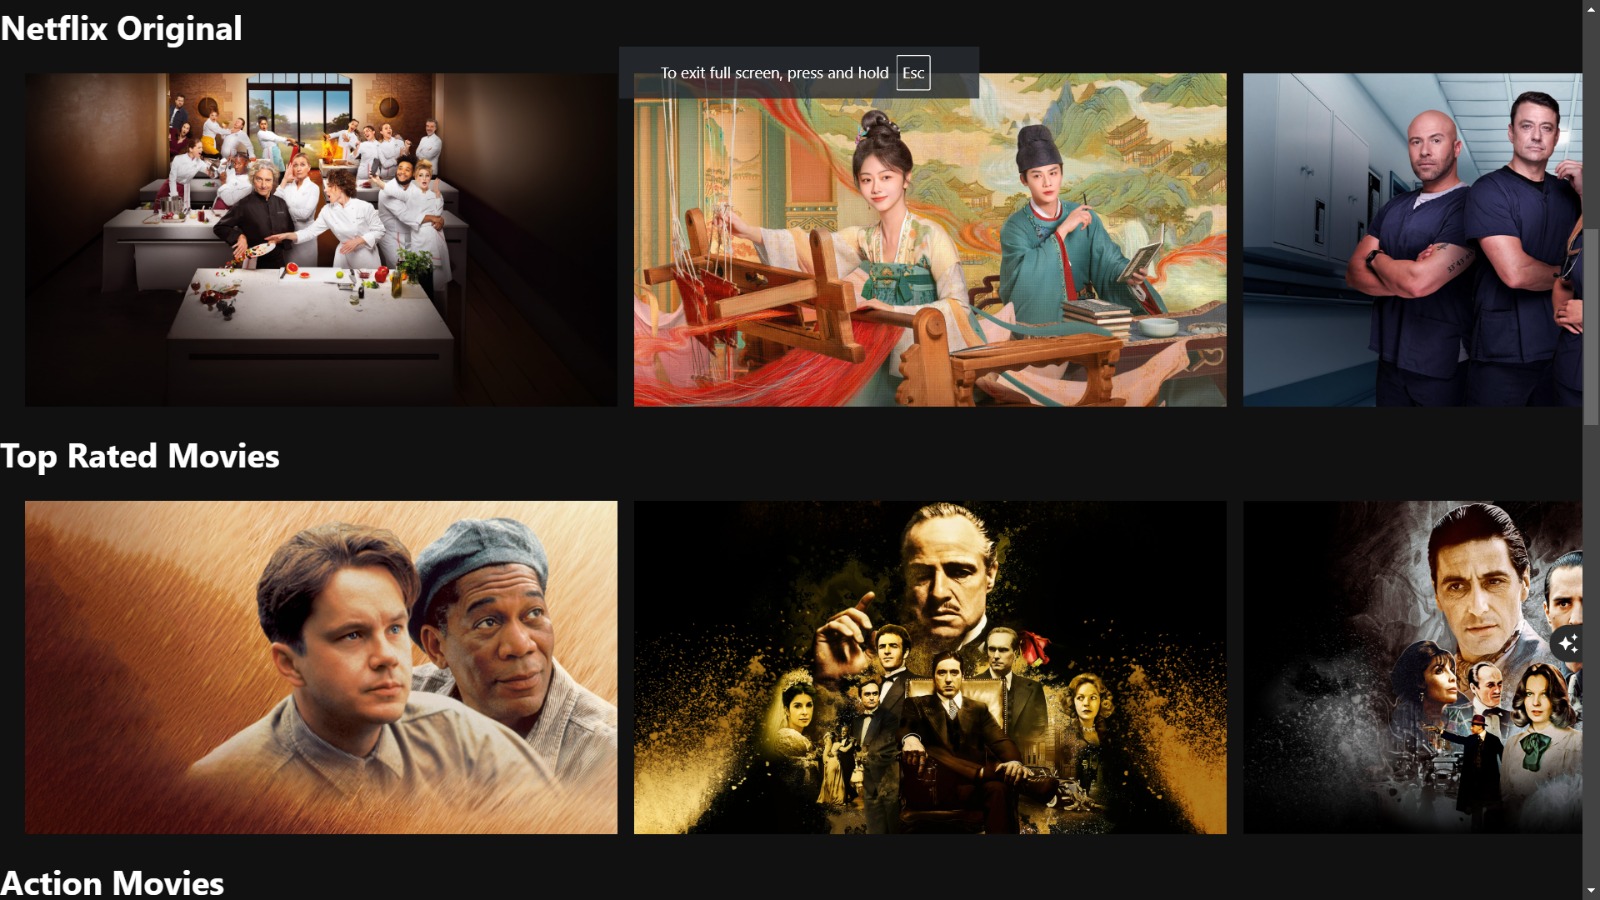 Netflix Original
To exit full screen, press and hold Esc
Top Rated Movies
Action Movies